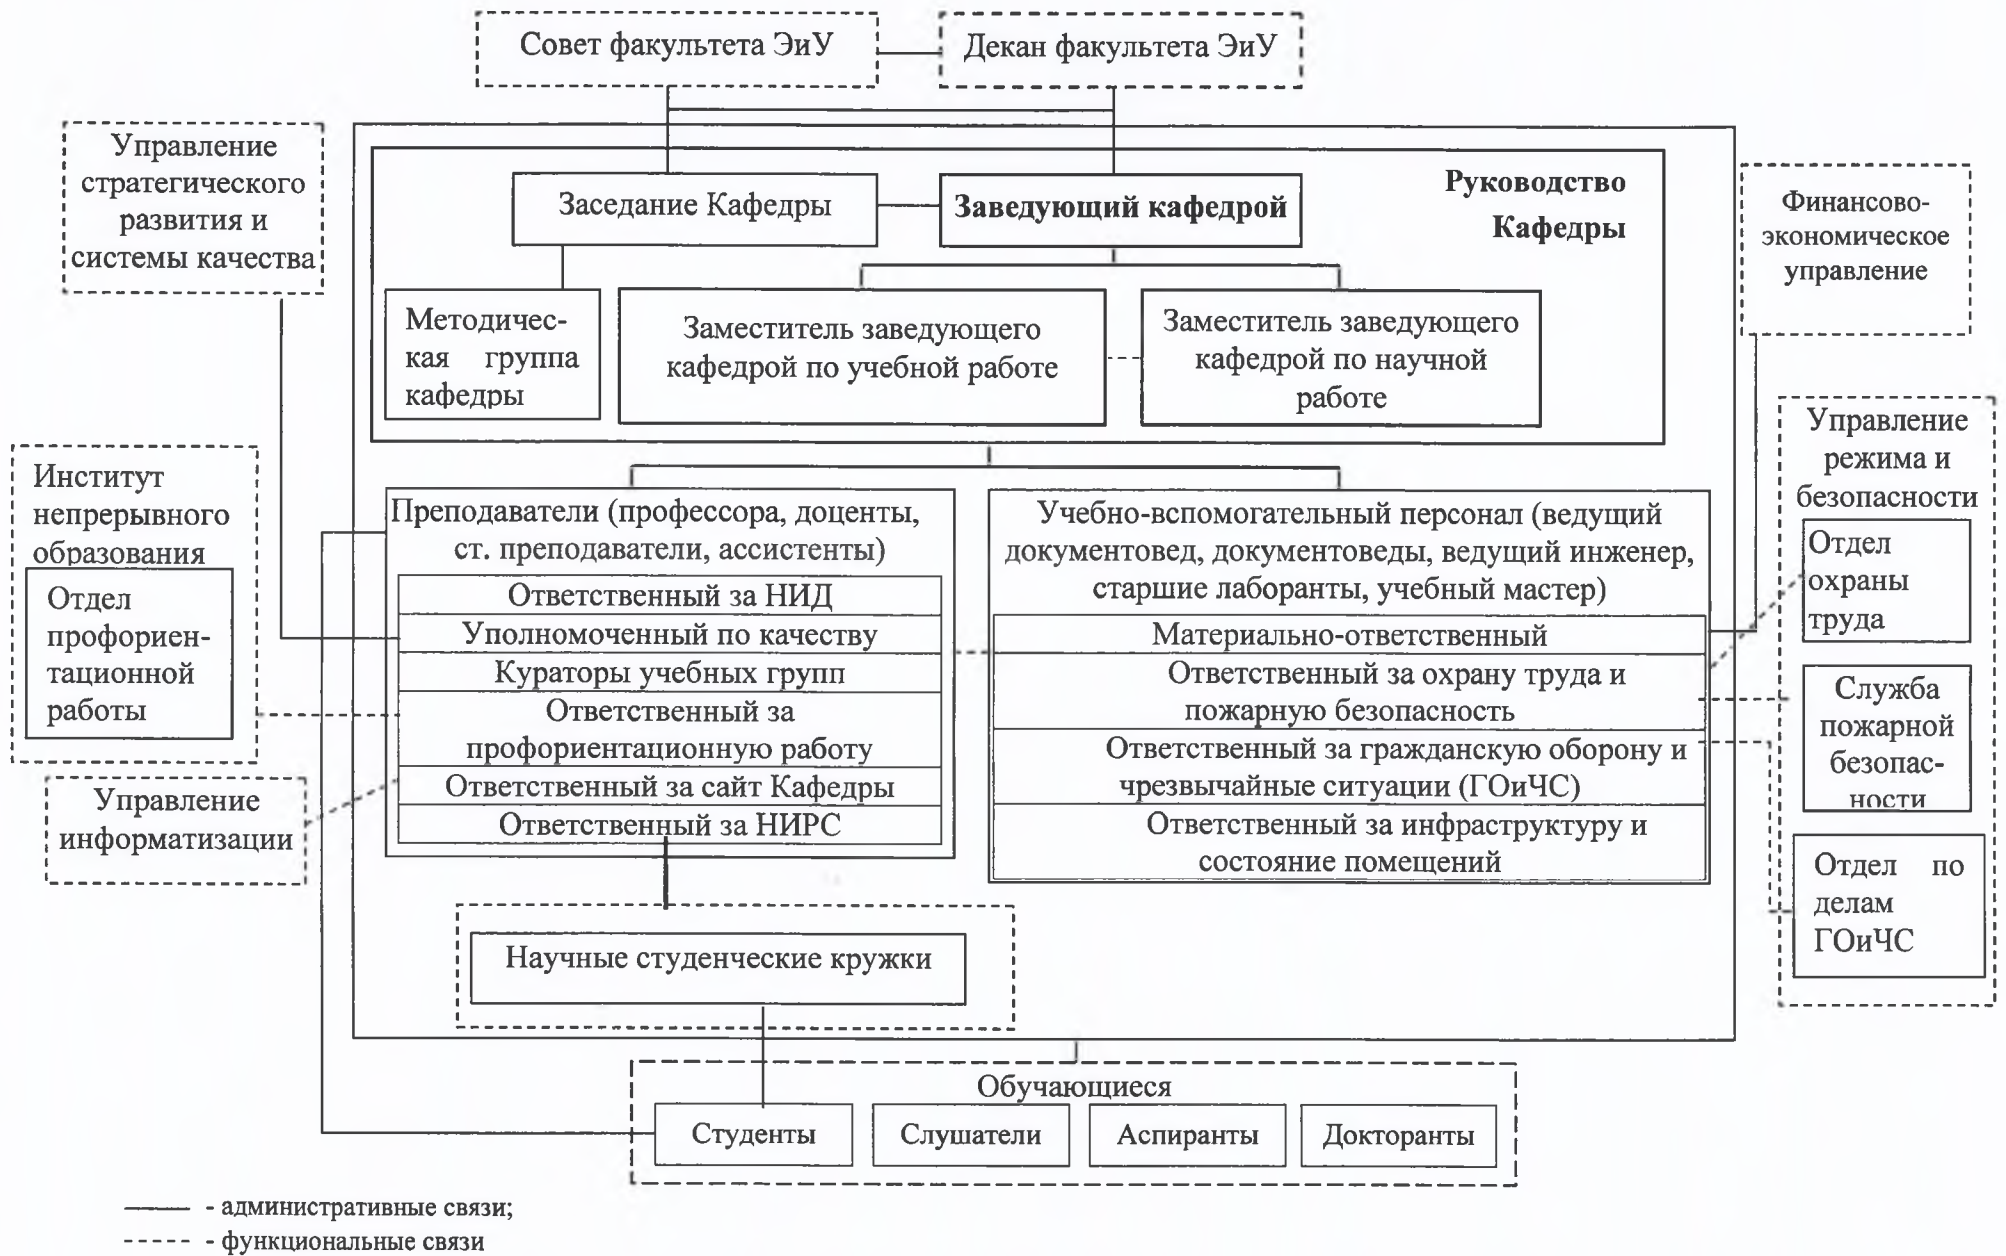 Совет факультета ЭиУ
Декан факультета ЭиУ
Управление
стратегического
развития и
системы качества
Руководство
Кафедры
Заседание Кафедры
Заведующий кафедрой
Финансово-
экономическое
управление
Методичес-
кая группа
кафедры
Заместитель заведующего
кафедрой по учебной работе
Заместитель заведующего
кафедрой по научной
работе
Управление
режима и
безопасности
Отдел
охраны
труда
Служба
пожарной
безопас-
ности
Отдел по
делам
ГОиЧС
Институт
непрерывного
образования
Отдел
профориен-
тационной
работы
Управление
информатизации
Преподаватели (профессора, доценты,
ст. преподаватели, ассистенты)
Ответственный за НИД
Уполномоченный по качеству
Кураторы учебных групп
Ответственный за
профориентационную работу
Ответственный за сайт Кафедры
Ответственный за НИРС
Учебно-вспомогательный персонал (ведущий
документовед, документоведы, ведущий инженер,
старшие лаборанты, учебный мастер)
Материально-ответственный
Ответственный за охрану труда и
пожарную безопасность
Ответственный за гражданскую оборону и
чрезвычайные ситуации (ГОиЧС)
Ответственный за инфраструктуру и
состояние помещений
Научные студенческие кружки
Обучающиеся
Студенты
Слушатели
Аспиранты
Докторанты
- административные связи;
- функциональные связи